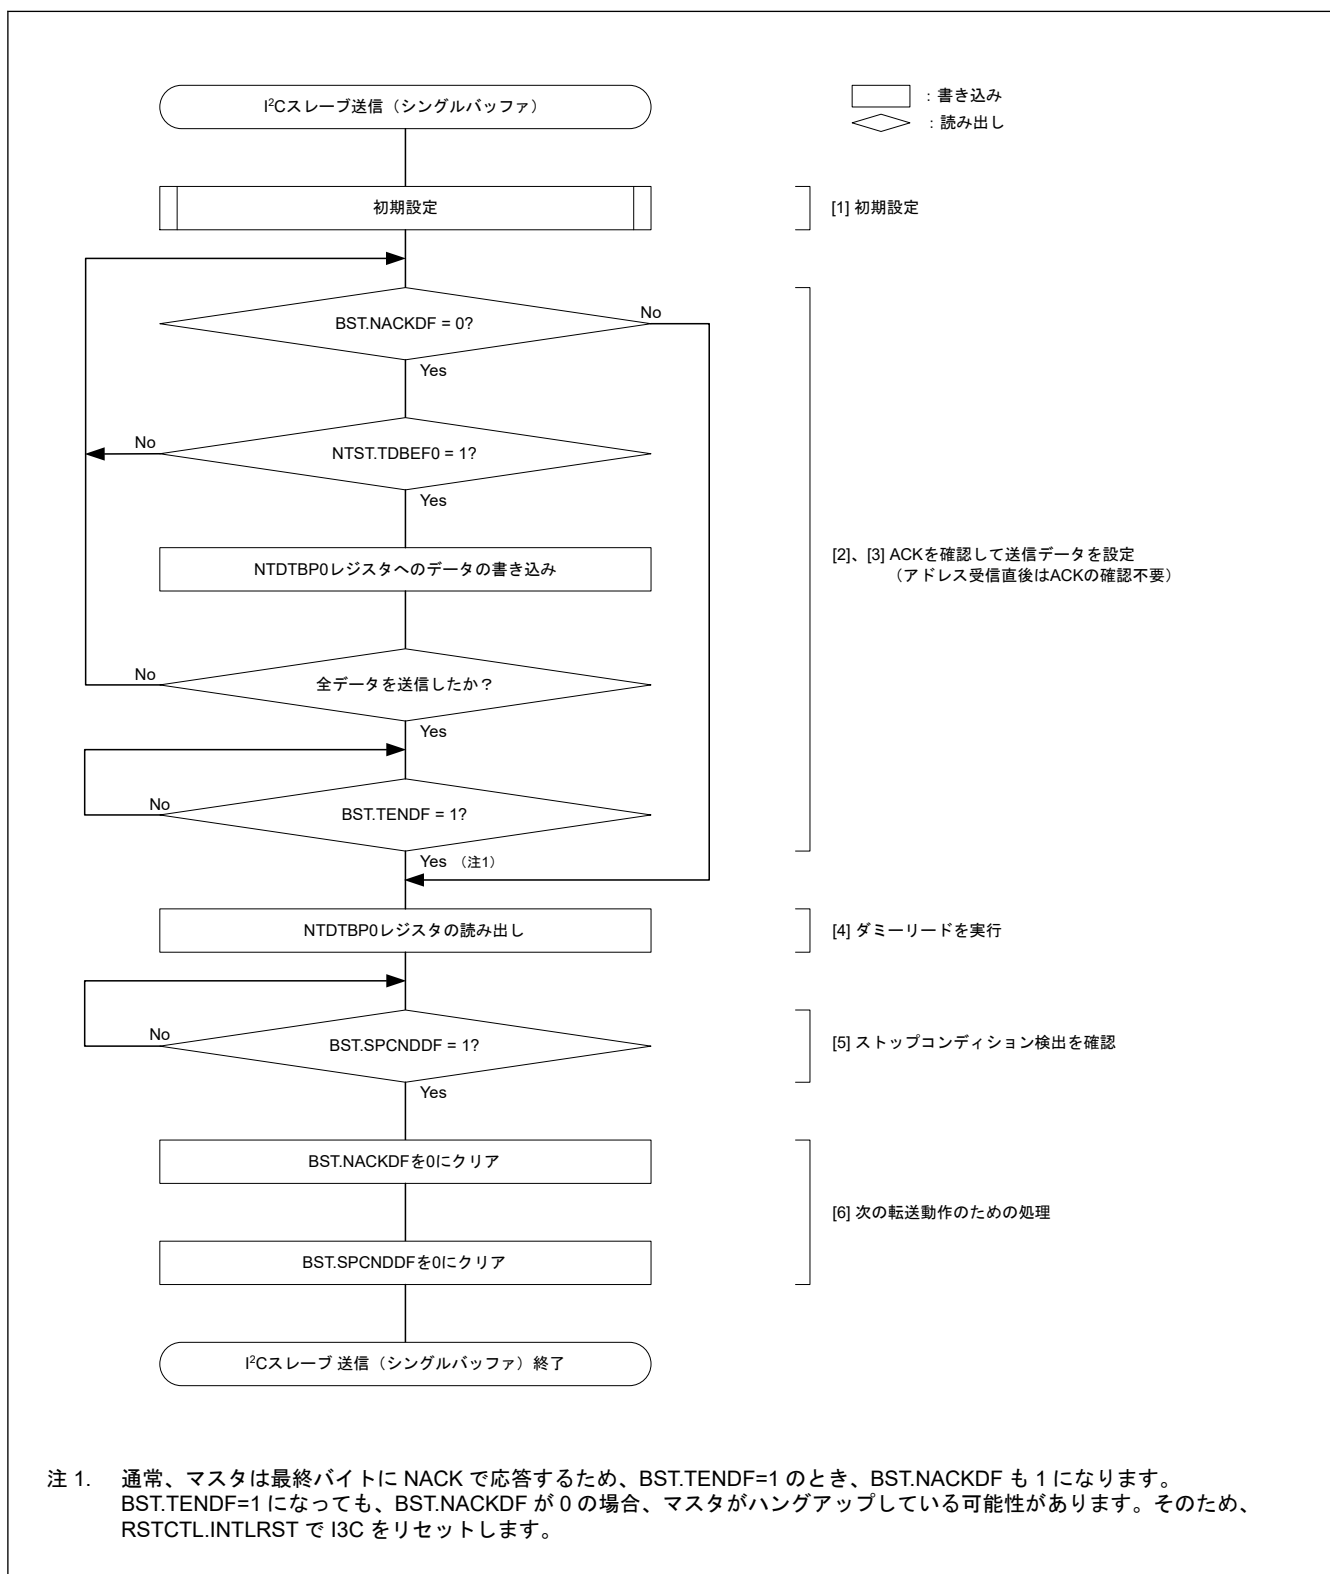 I²Cスレーブ送信（シングルバッファ）
：書き込み
：読み出し
初期設定
[1] 初期設定
BST.NACKDF = 0?
No
Yes
No
NTST.TDBEF0 = 1?
Yes
NTDTBP0レジスタへのデータの書き込み
[2]、[3] ACKを確認して送信データを設定
（アドレス受信直後はACKの確認不要）
No
全データを送信したか？
Yes
No
BST.TENDF = 1?
Yes （注1）
NTDTBP0レジスタの読み出し
[4] ダミーリードを実行
No
BST.SPCNDDF = 1?
[5] ストップコンディション検出を確認
Yes
BST.NACKDFを0にクリア
[6] 次の転送動作のための処理
BST.SPCNDDFを0にクリア
I²Cスレーブ 送信（シングルバッファ）終了
注 1. 通常、マスタは最終バイトに NACK で応答するため、BST.TENDF=1 のとき、BST.NACKDF も 1 になります。
BST.TENDF=1 になっても、BST.NACKDF が 0 の場合、マスタがハングアップしている可能性があります。そのため、
RSTCTL.INTLRST で I3C をリセットします。